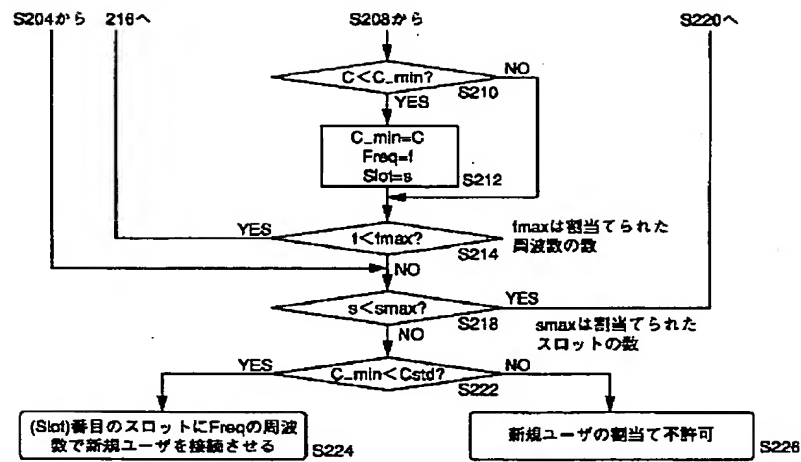 S204から 216へ S208から S220へ
C<C_min? NO
S210
YES
C_min=C
Freq=f
Slot=s
S212
YES f<fmax? fmaxは割当てられた
S214 周波数の数
NO
s<smax? YES
S218 smaxは割当てられた
スロットの数
NO
YES C_min<Cstd? NO
S222
(Slot)番目のスロットにFreqの周波
数で新規ユーザを接続させる
S224
新規ユーザの割当て不許可
S226